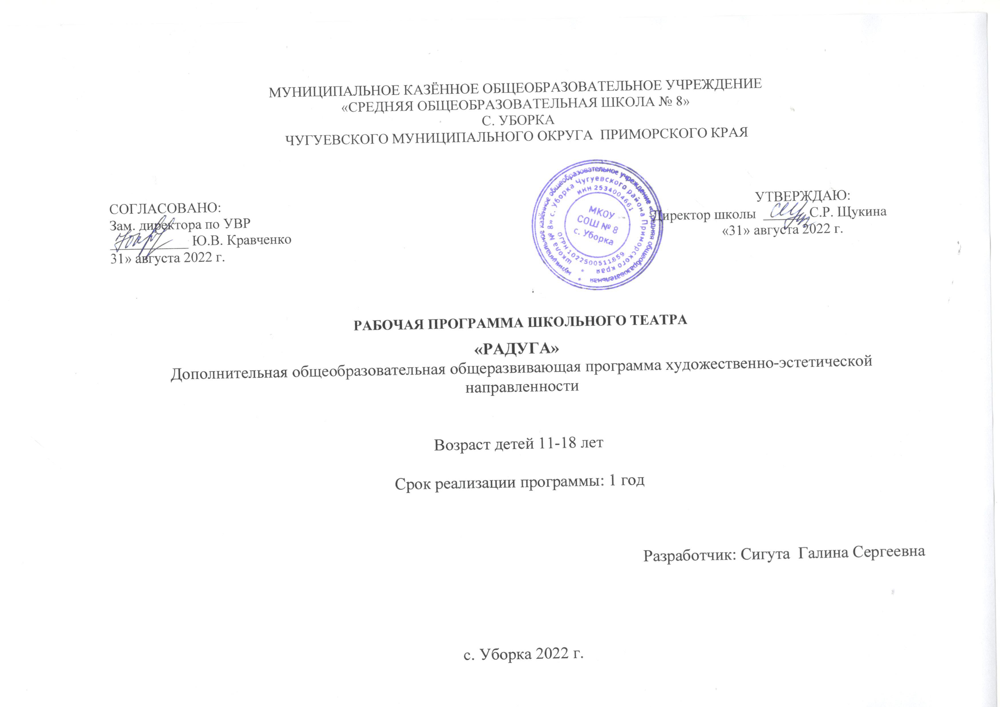 МУНИЦИПАЛЬНОЕ КАЗЁННОЕ ОБЩЕОБРАЗОВАТЕЛЬНОЕ УЧРЕЖДЕНИЕ
«СРЕДНЯЯ ОБЩЕОБРАЗОВАТЕЛЬНАЯ ШКОЛА № 8»
С. УБОРКА
ЧУГУЕВСКОГО МУНИЦИПАЛЬНОГО ОКРУГА ПРИМОРСКОГО КРАЯ
СОГЛАСОВАНО:
Зам. директора по УВР
Ю.В. Кравченко
31» августа 2022 г.
муниципальное казённое общеобразовательное учреждение «Средняя общеобразовательная
школа № 8» с. Уборка Чугуевского района Приморского края
ИНН 2534004661
ОГРН 1022500511659
МКОУ
СОШ № 8
с. Уборка
УТВЕРЖДАЮ:
Директор школы С.Р. Щукина
«31» августа 2022 г.
РАБОЧАЯ ПРОГРАММА ШКОЛЬНОГО ТЕАТРА
«РАДУГА»
Дополнительная общеобразовательная общеразвивающая программа художественно-эстетической
направленности
Возраст детей 11-18 лет
Срок реализации программы: 1 год
Разработчик: Сигута Галина Сергеевна
с. Уборка 2022 г.